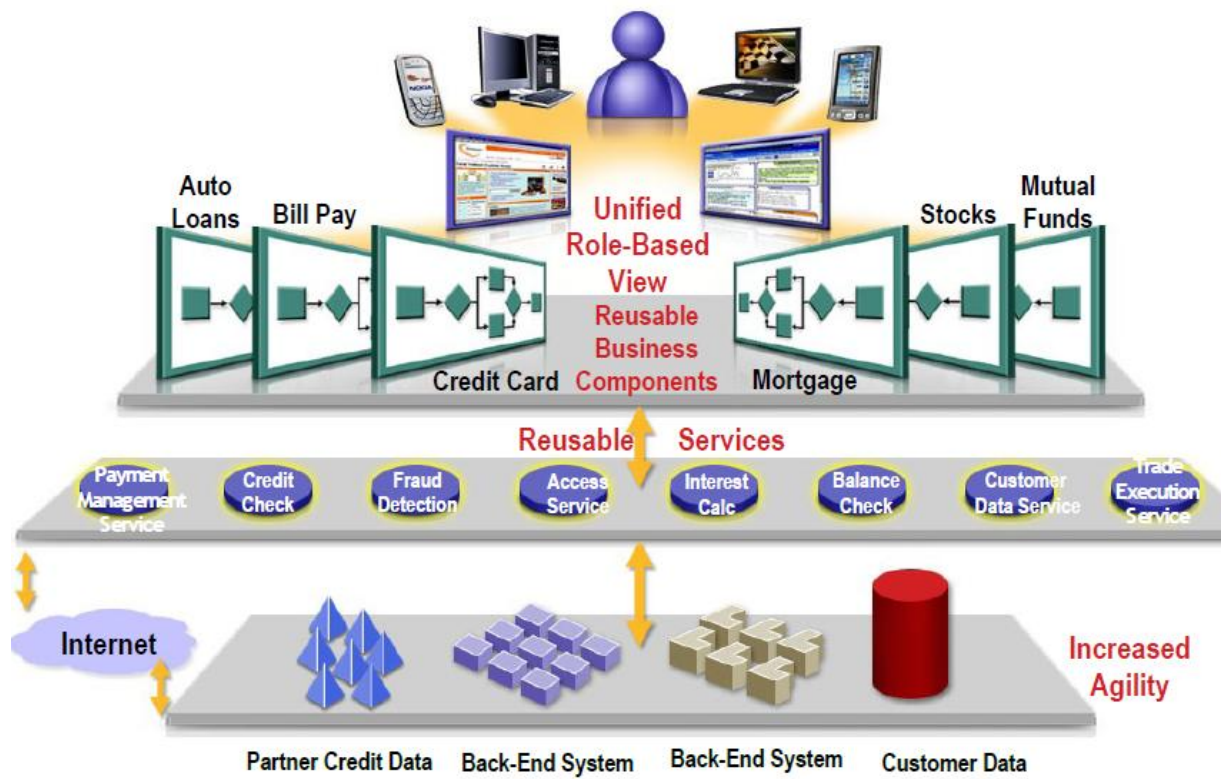 NOKIA
Auto
Loans
Bill Pay
Unified
Role-Based
View
Reusable
Business
Components
Stocks
Mutual
Funds
Credit Card
Mortgage
Reusable Services
Payment
Management
Service
Credit
Check
Fraud
Detection
Access
Service
Interest
Calc
Balance
Check
Customer
Data Service
Trade
Execution
Service
Internet
Increased
Agility
Partner Credit Data
Back-End System
Back-End System
Customer Data